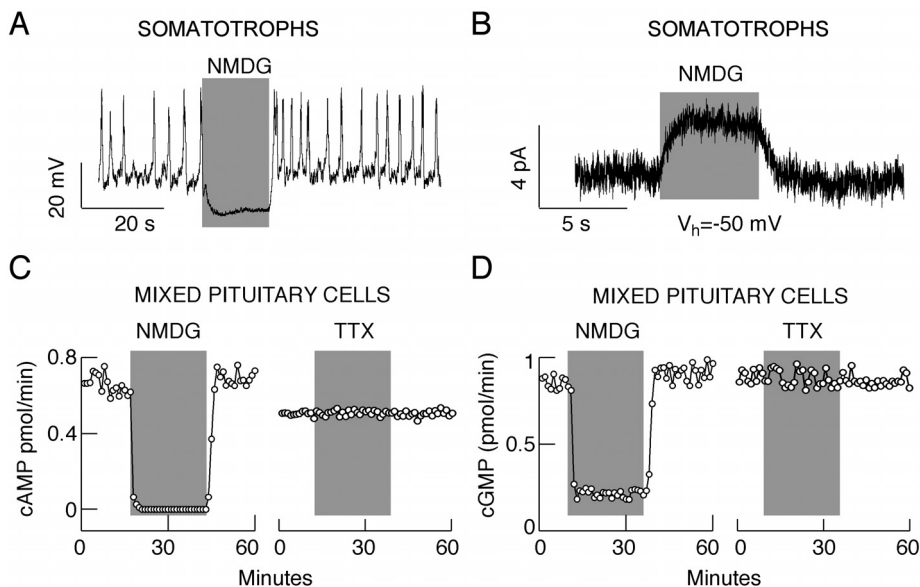 A
SOMATOTROPHS
NMDG
20 mV
20 s
B
SOMATOTROPHS
NMDG
4 pA
5 s
Vh=-50 mV
C
MIXED PITUITARY CELLS
NMDG
TTX
cAMP pmol/min
0.8
0.4
0
0
30
60
0
30
60
Minutes
D
MIXED PITUITARY CELLS
NMDG
TTX
cGMP (pmol/min)
1
0.5
0
0
30
60
0
30
60
Minutes